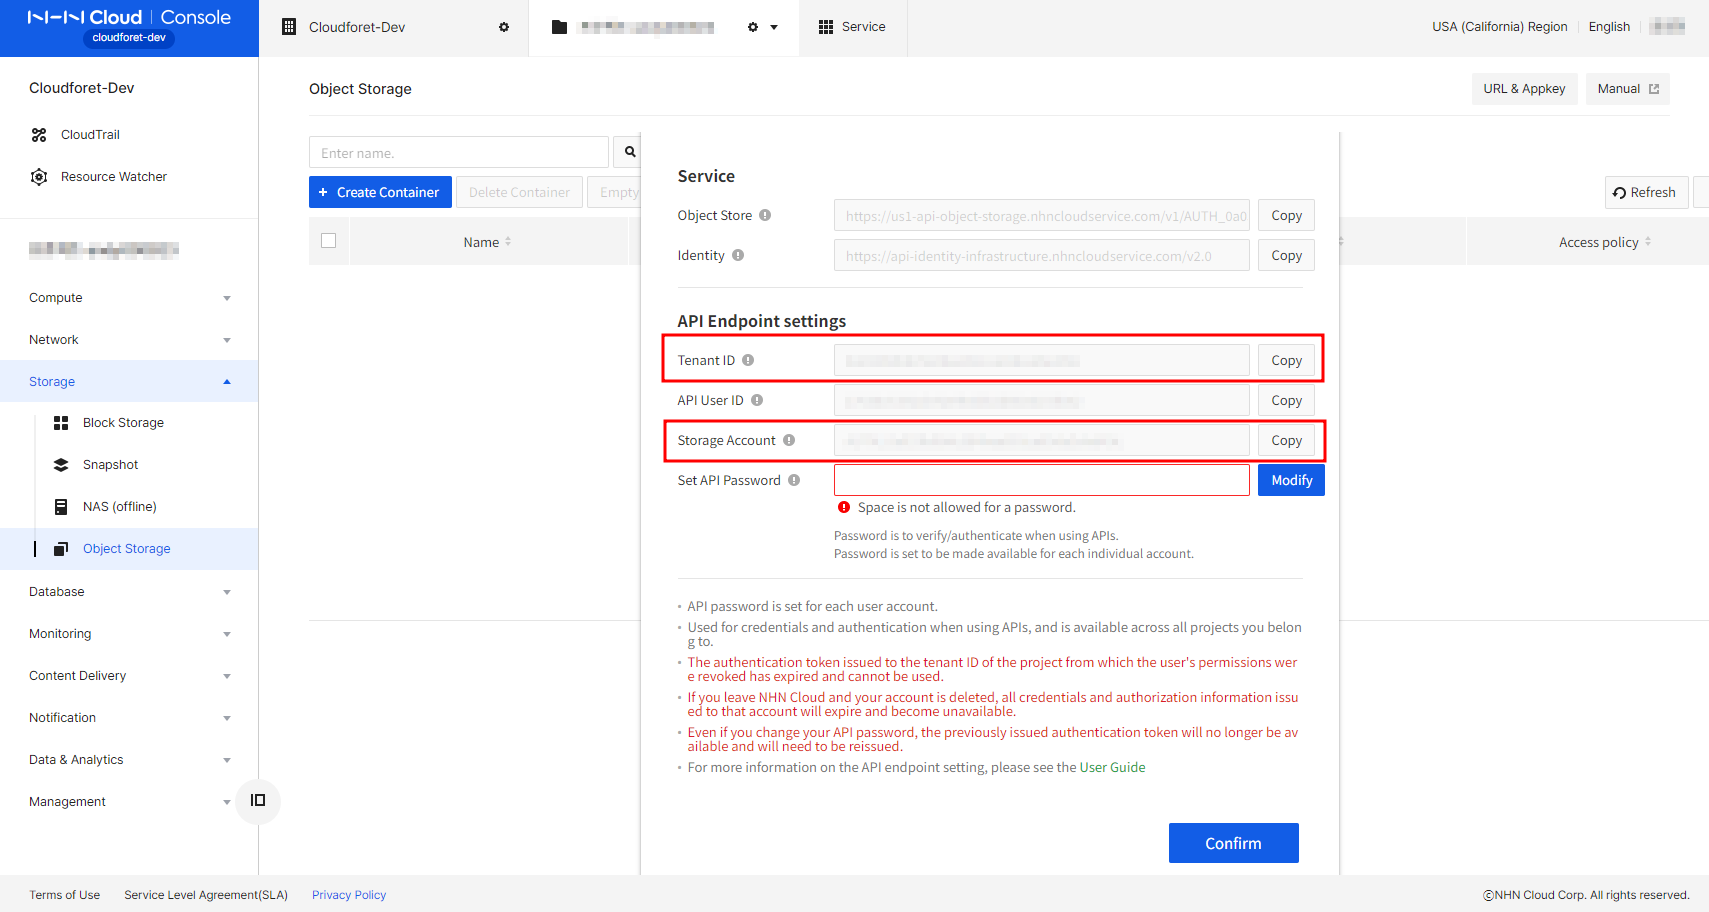 NHN Cloud | Console
cloudforet-dev
Cloudforet-Dev
Service
USA (California) Region
English
Cloudforet-Dev
CloudTrail
Resource Watcher
Compute
Network
Storage
Block Storage
Snapshot
NAS (offline)
Object Storage
Database
Monitoring
Content Delivery
Notification
Data & Analytics
Management
Object Storage
URL & Appkey
Manual
Enter name.
+ Create Container
Delete Container
Empty
Refresh
Name
Access policy
Service
Object Store
https://us1-api-object-storage.nhncloudservice.com/v1/AUTH_0a0
Copy
Identity
https://api-identity-infrastructure.nhncloudservice.com/v2.0
Copy
API Endpoint settings
Tenant ID
Copy
API User ID
Copy
Storage Account
Copy
Set API Password
Modify
Space is not allowed for a password.
Password is to verify/authenticate when using APIs.
Password is set to be made available for each individual account.
• API password is set for each user account.
• Used for credentials and authentication when using APIs, and is available across all projects you belon
g to.
• The authentication token issued to the tenant ID of the project from which the user's permissions wer
e revoked has expired and cannot be used.
• If you leave NHN Cloud and your account is deleted, all credentials and authorization information issu
ed to that account will expire and become unavailable.
• Even if you change your API password, the previously issued authentication token will no longer be av
ailable and will need to be reissued.
• For more information on the API endpoint setting, please see the User Guide
Confirm
Terms of Use
Service Level Agreement(SLA)
Privacy Policy
ⓒNHN Cloud Corp. All rights reserved.